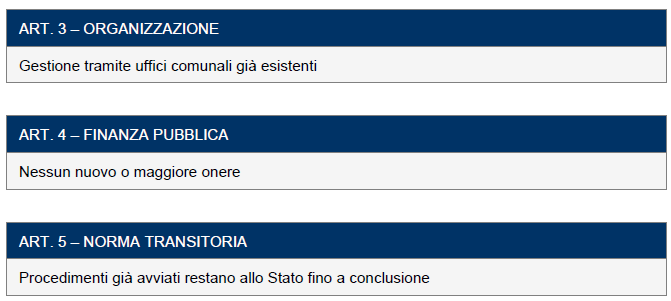 ART. 3 – ORGANIZZAZIONE
Gestione tramite uffici comunali già esistenti
ART. 4 – FINANZA PUBBLICA
Nessun nuovo o maggiore onere
ART. 5 – NORMA TRANSITORIA
Procedimenti già avviati restano allo Stato fino a conclusione